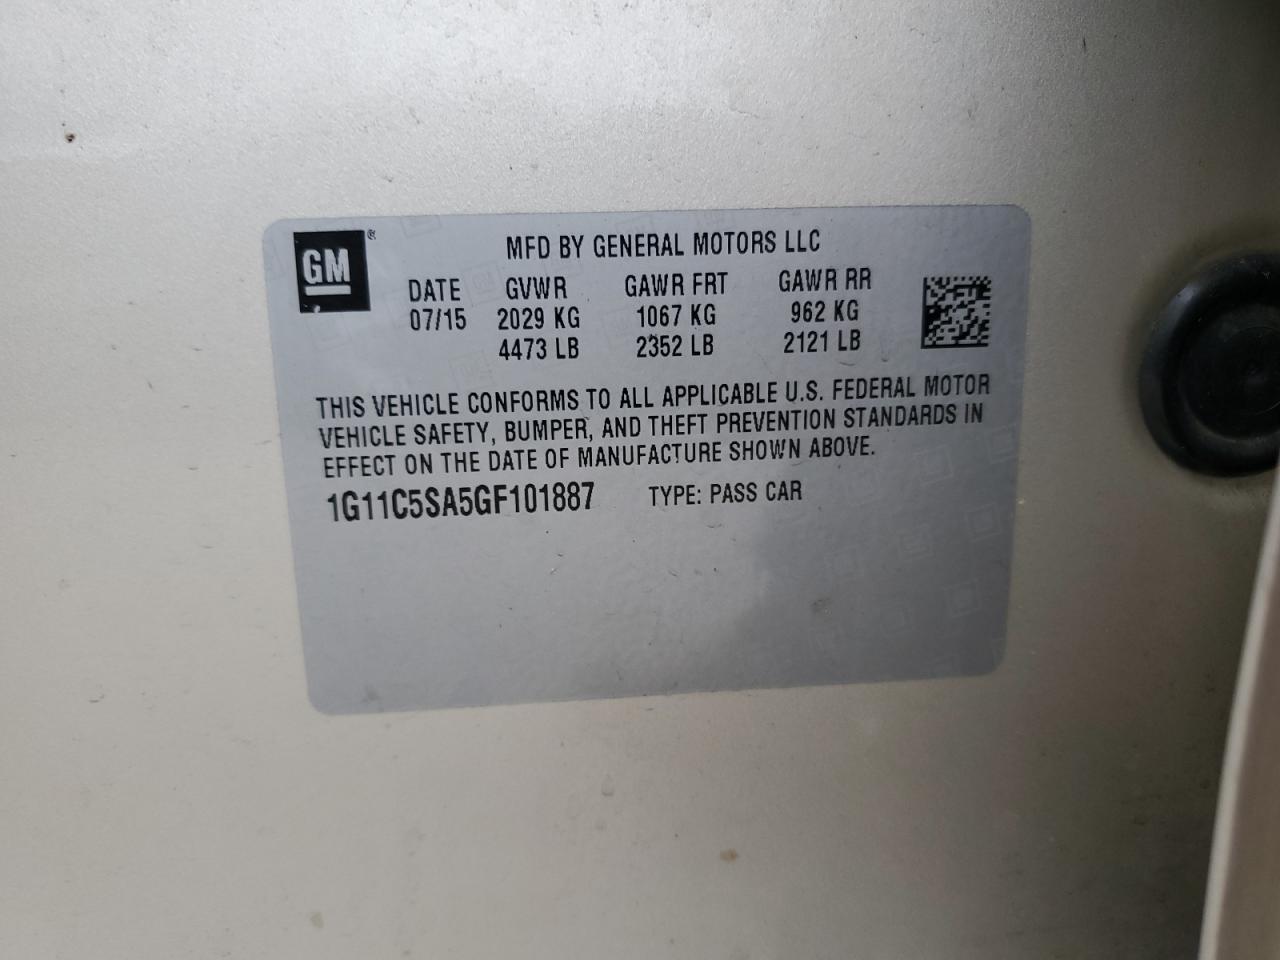 GM ®
MFD BY GENERAL MOTORS LLC
DATE GVWR GAWR FRT GAWR RR
07/15 2029 KG 1067 KG 962 KG
4473 LB 2352 LB 2121 LB
THIS VEHICLE CONFORMS TO ALL APPLICABLE U.S. FEDERAL MOTOR
VEHICLE SAFETY, BUMPER, AND THEFT PREVENTION STANDARDS IN
EFFECT ON THE DATE OF MANUFACTURE SHOWN ABOVE.
1G11C5SA5GF101887 TYPE: PASS CAR